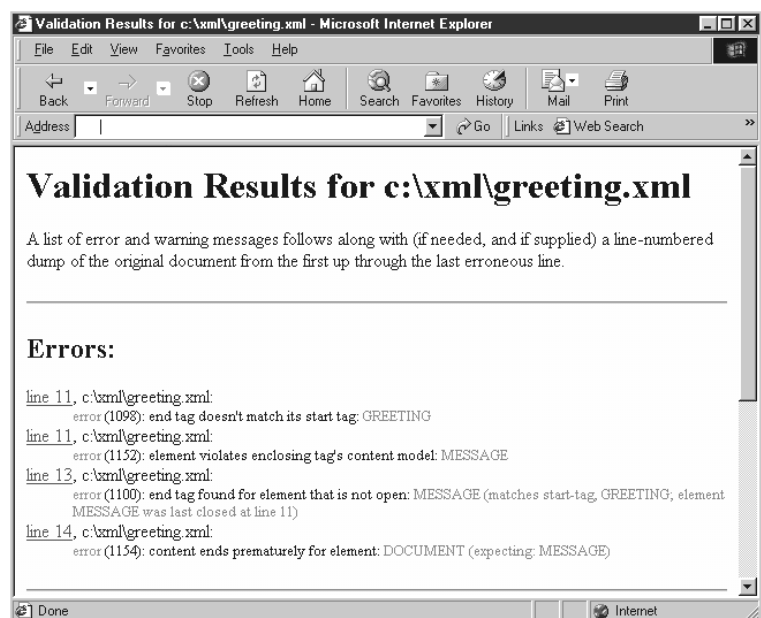 Validation Results for c:\xml\greeting.xml - Microsoft Internet Explorer
File Edit View Favorites Tools Help
Back Forward Stop Refresh Home Search Favorites History Mail Print
Address Go Links Web Search »
Validation Results for c:\xml\greeting.xml
A list of error and warning messages follows along with (if needed, and if supplied) a line-numbered
dump of the original document from the first up through the last erroneous line.
Errors:
line 11, c:\xml\greeting.xml:
error (1098): end tag doesn't match its start tag: GREETING
line 11, c:\xml\greeting.xml:
error (1152): element violates enclosing tag's content model: MESSAGE
line 13, c:\xml\greeting.xml:
error (1100): end tag found for element that is not open: MESSAGE (matches start-tag, GREETING; element
MESSAGE was last closed at line 11)
line 14, c:\xml\greeting.xml:
error (1154): content ends prematurely for element: DOCUMENT (expecting: MESSAGE)
Done Internet